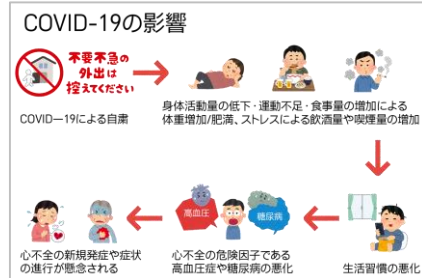 COVID-19の影響
不要不急の
外出は
控えてください
COVIDー19による自粛
身体活動量の低下・運動不足・食事量の増加による
体重増加/肥満、ストレスによる飲酒量や喫煙量の増加
高血圧
糖尿病
心不全の新規発症や症状
の進行が懸念される
心不全の危険因子である
高血圧症や糖尿病の悪化
生活習慣の悪化